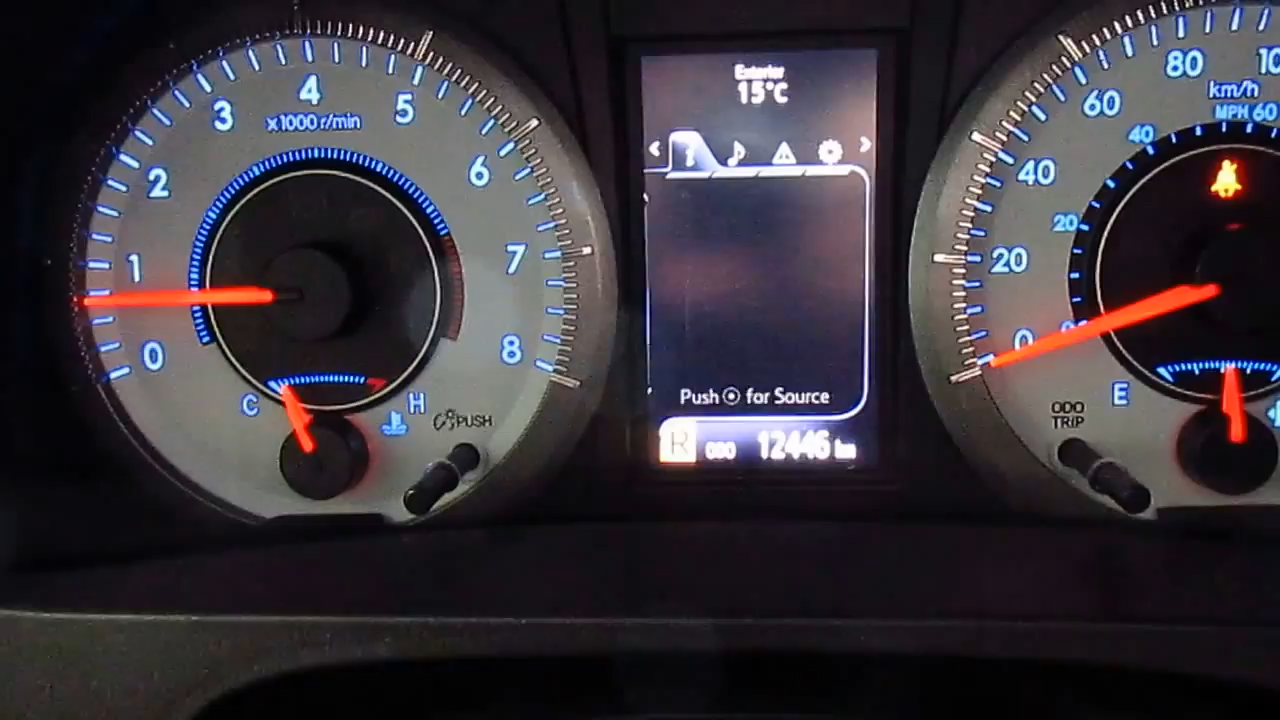 0
1
2
3
4
5
6
7
8
x1000 r/min
C
H
PUSH
Exterior
15°C
i
Push for Source
R ODO 12446 km
0
20
40
60
80
10
km/h
MPH 60
40
20
ODO
TRIP
E